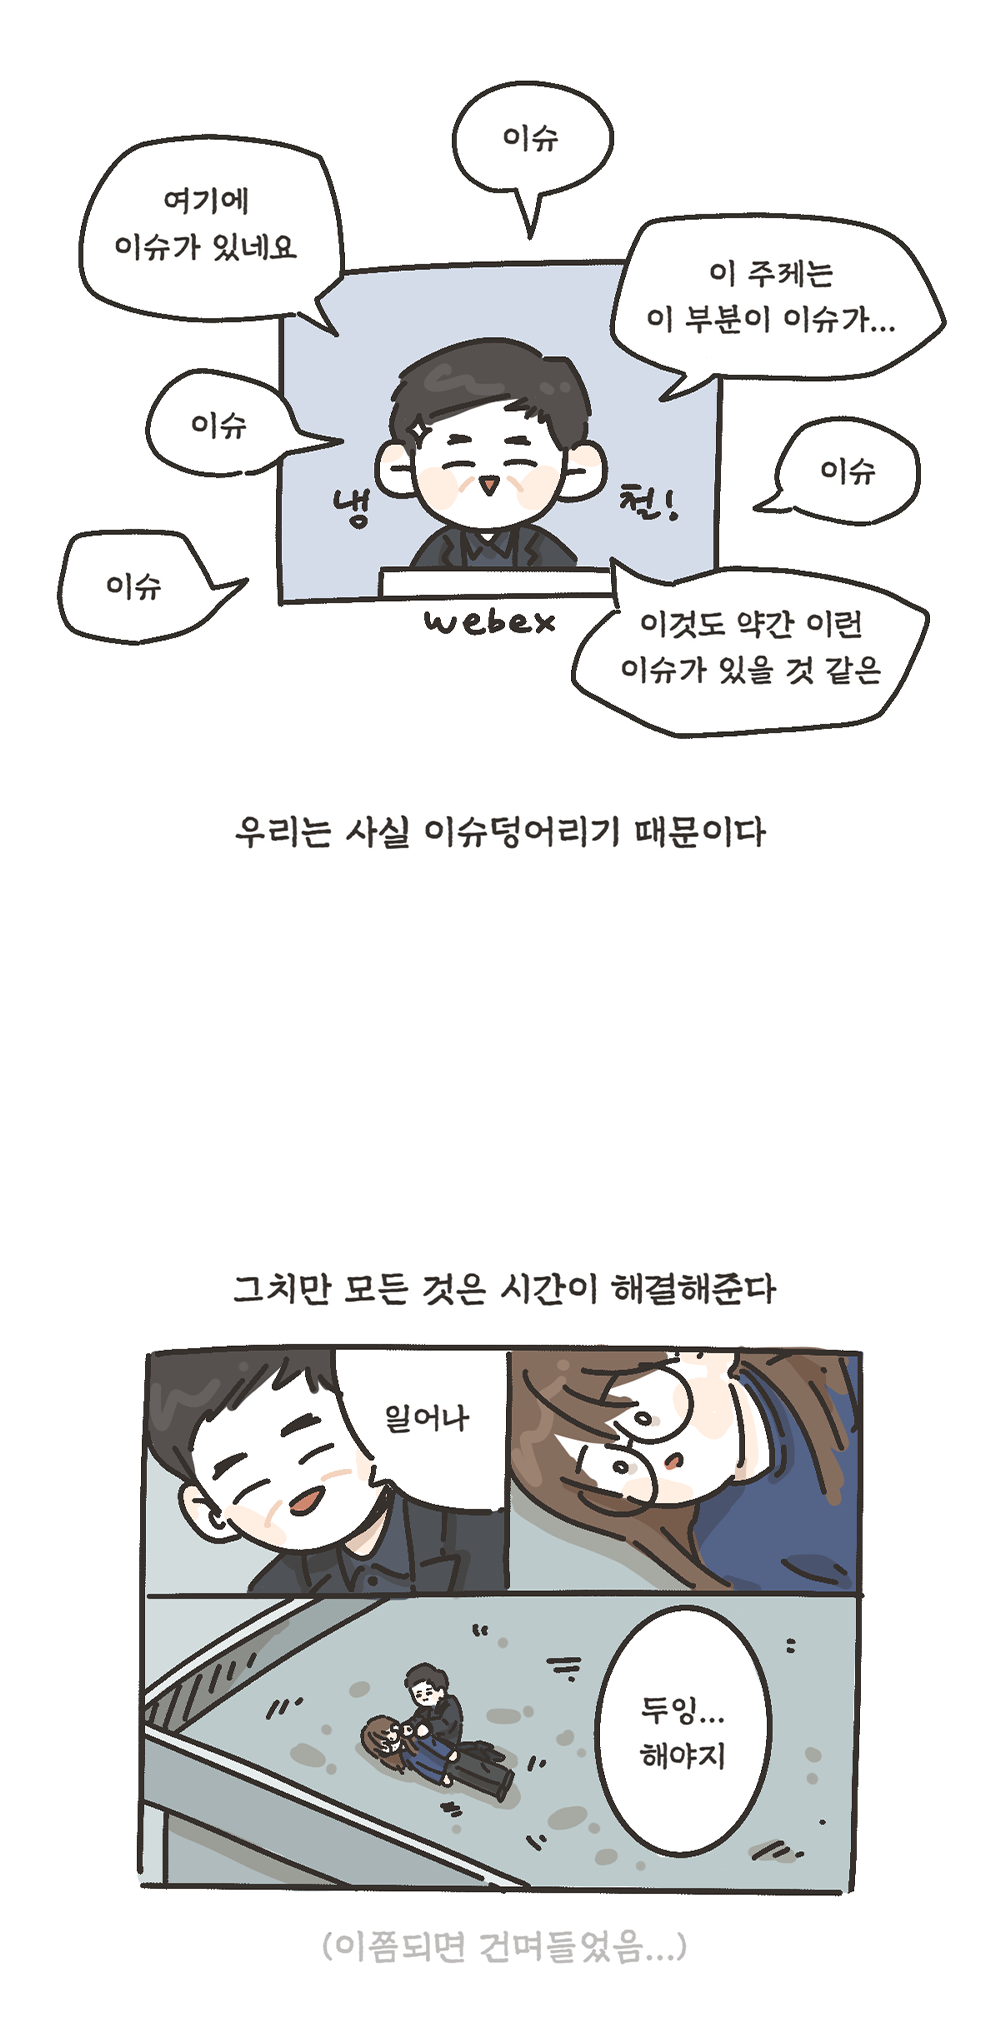 이슈
여기에
이슈가 있네요
이 주제는
이 부분이 이슈가...
이슈
이슈
냉
철!
이슈
webex
이것도 약간 이런
이슈가 있을 것 같은
우리는 사실 이슈덩어리기 때문이다
그치만 모든 것은 시간이 해결해준다
일어나
두잉...
해야지
(이쯤되면 건며들었음...)